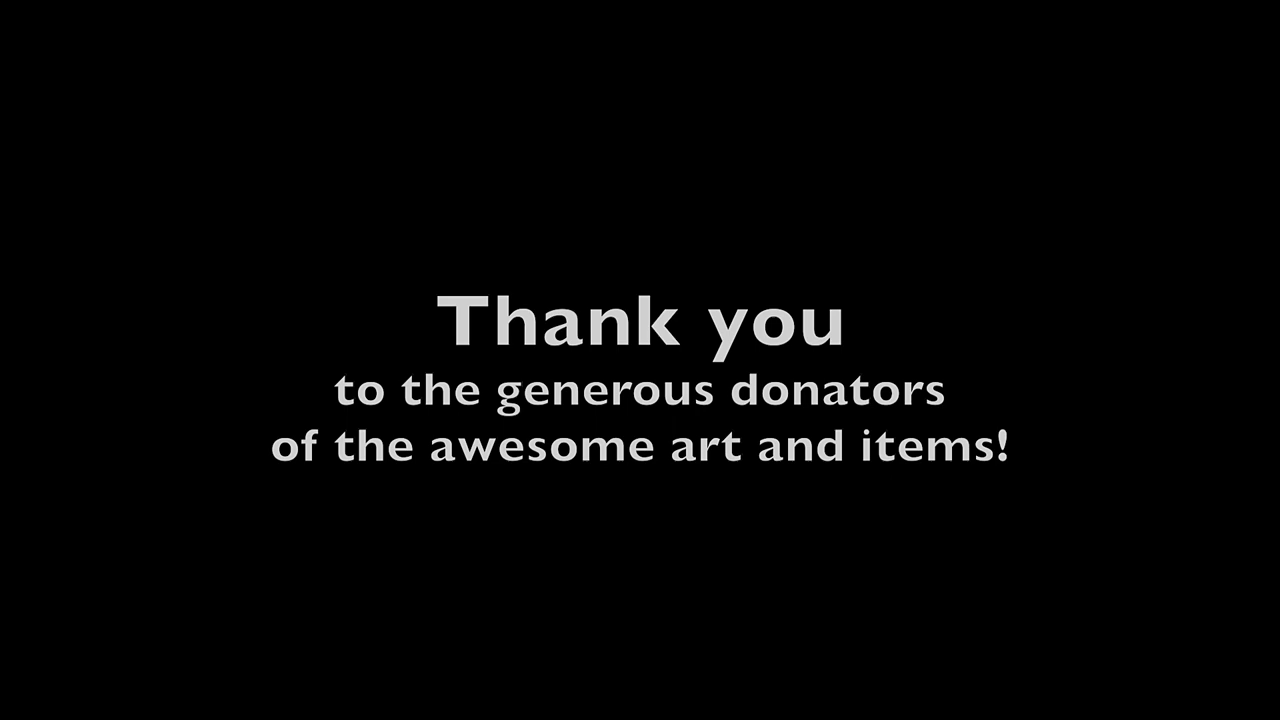 Thank you
to the generous donators
of the awesome art and items!